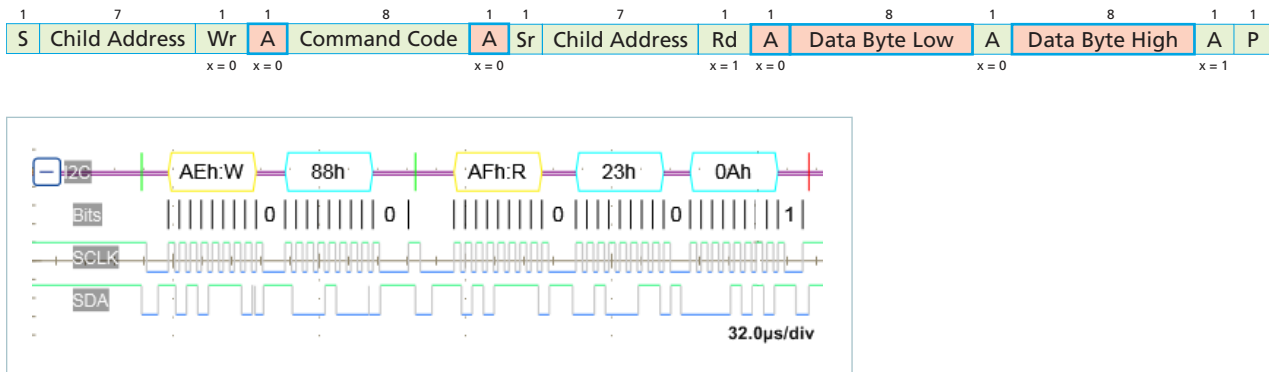 1 7 1 1 8 1 1 7 1 1 8 1 8 1 1
S Child Address Wr A Command Code A Sr Child Address Rd A Data Byte Low A Data Byte High A P
x = 0 x = 0 x = 0 x = 1 x = 0 x = 0 x = 1
I2C AEh:W 88h AFh:R 23h 0Ah
Bits 0 0 0 0 1
SCLK
SDA
32.0µs/div